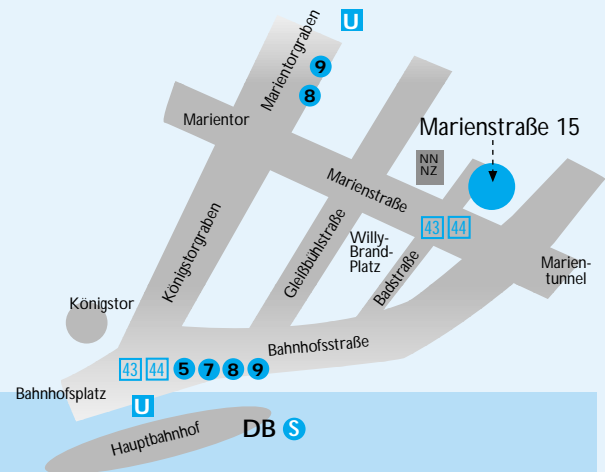 U
Marientorgraben
9
8
Marientor
Marienstraße 15
NN
NZ
Marienstraße
43 44
Königstorgraben
Gleißbühlstraße
Willy-
Brand-
Platz
Badstraße
Marien-
tunnel
Königstor
Bahnhofsstraße
43 44 5 7 8 9
Bahnhofsplatz
U
Hauptbahnhof
DB S